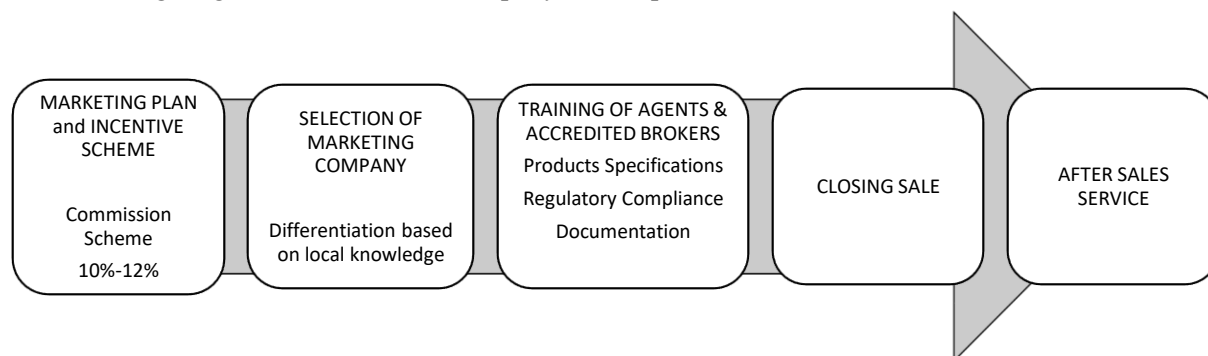 MARKETING PLAN
and INCENTIVE
SCHEME
Commission
Scheme
10%-12%
SELECTION OF
MARKETING
COMPANY
Differentiation based
on local knowledge
TRAINING OF AGENTS &
ACCREDITED BROKERS
Products Specifications
Regulatory Compliance
Documentation
CLOSING SALE
AFTER SALES
SERVICE